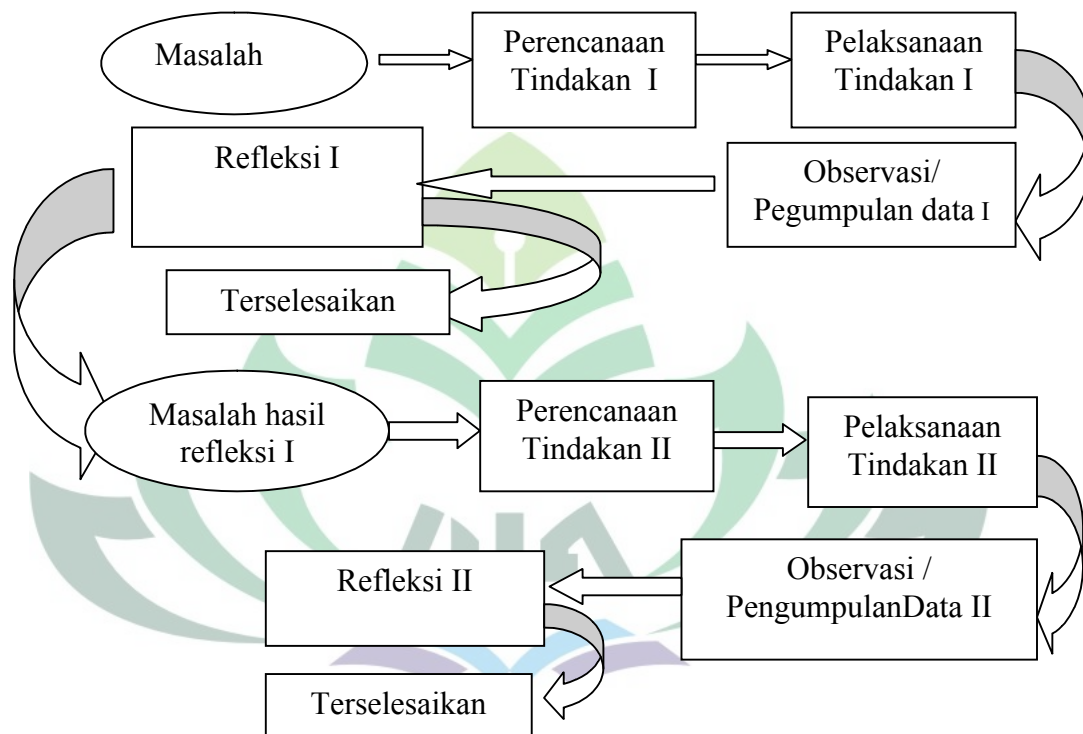 Masalah
Perencanaan
Tindakan I
Pelaksanaan
Tindakan I
Refleksi I
Observasi/
Pegumpulan data I
Terselesaikan
Masalah hasil
refleksi I
Perencanaan
Tindakan II
Pelaksanaan
Tindakan II
Refleksi II
Observasi /
PengumpulanData II
Terselesaikan